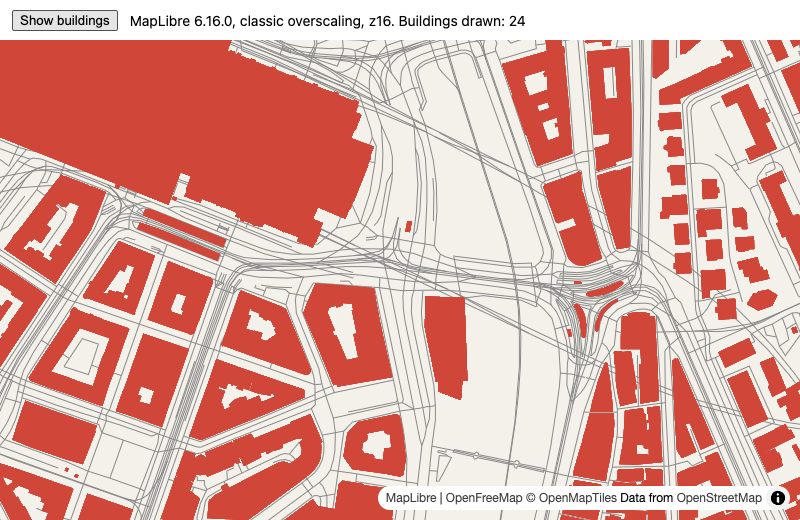 Show buildings MapLibre 6.16.0, classic overscaling, z16. Buildings drawn: 24
MapLibre | OpenFreeMap © OpenMapTiles Data from OpenStreetMap